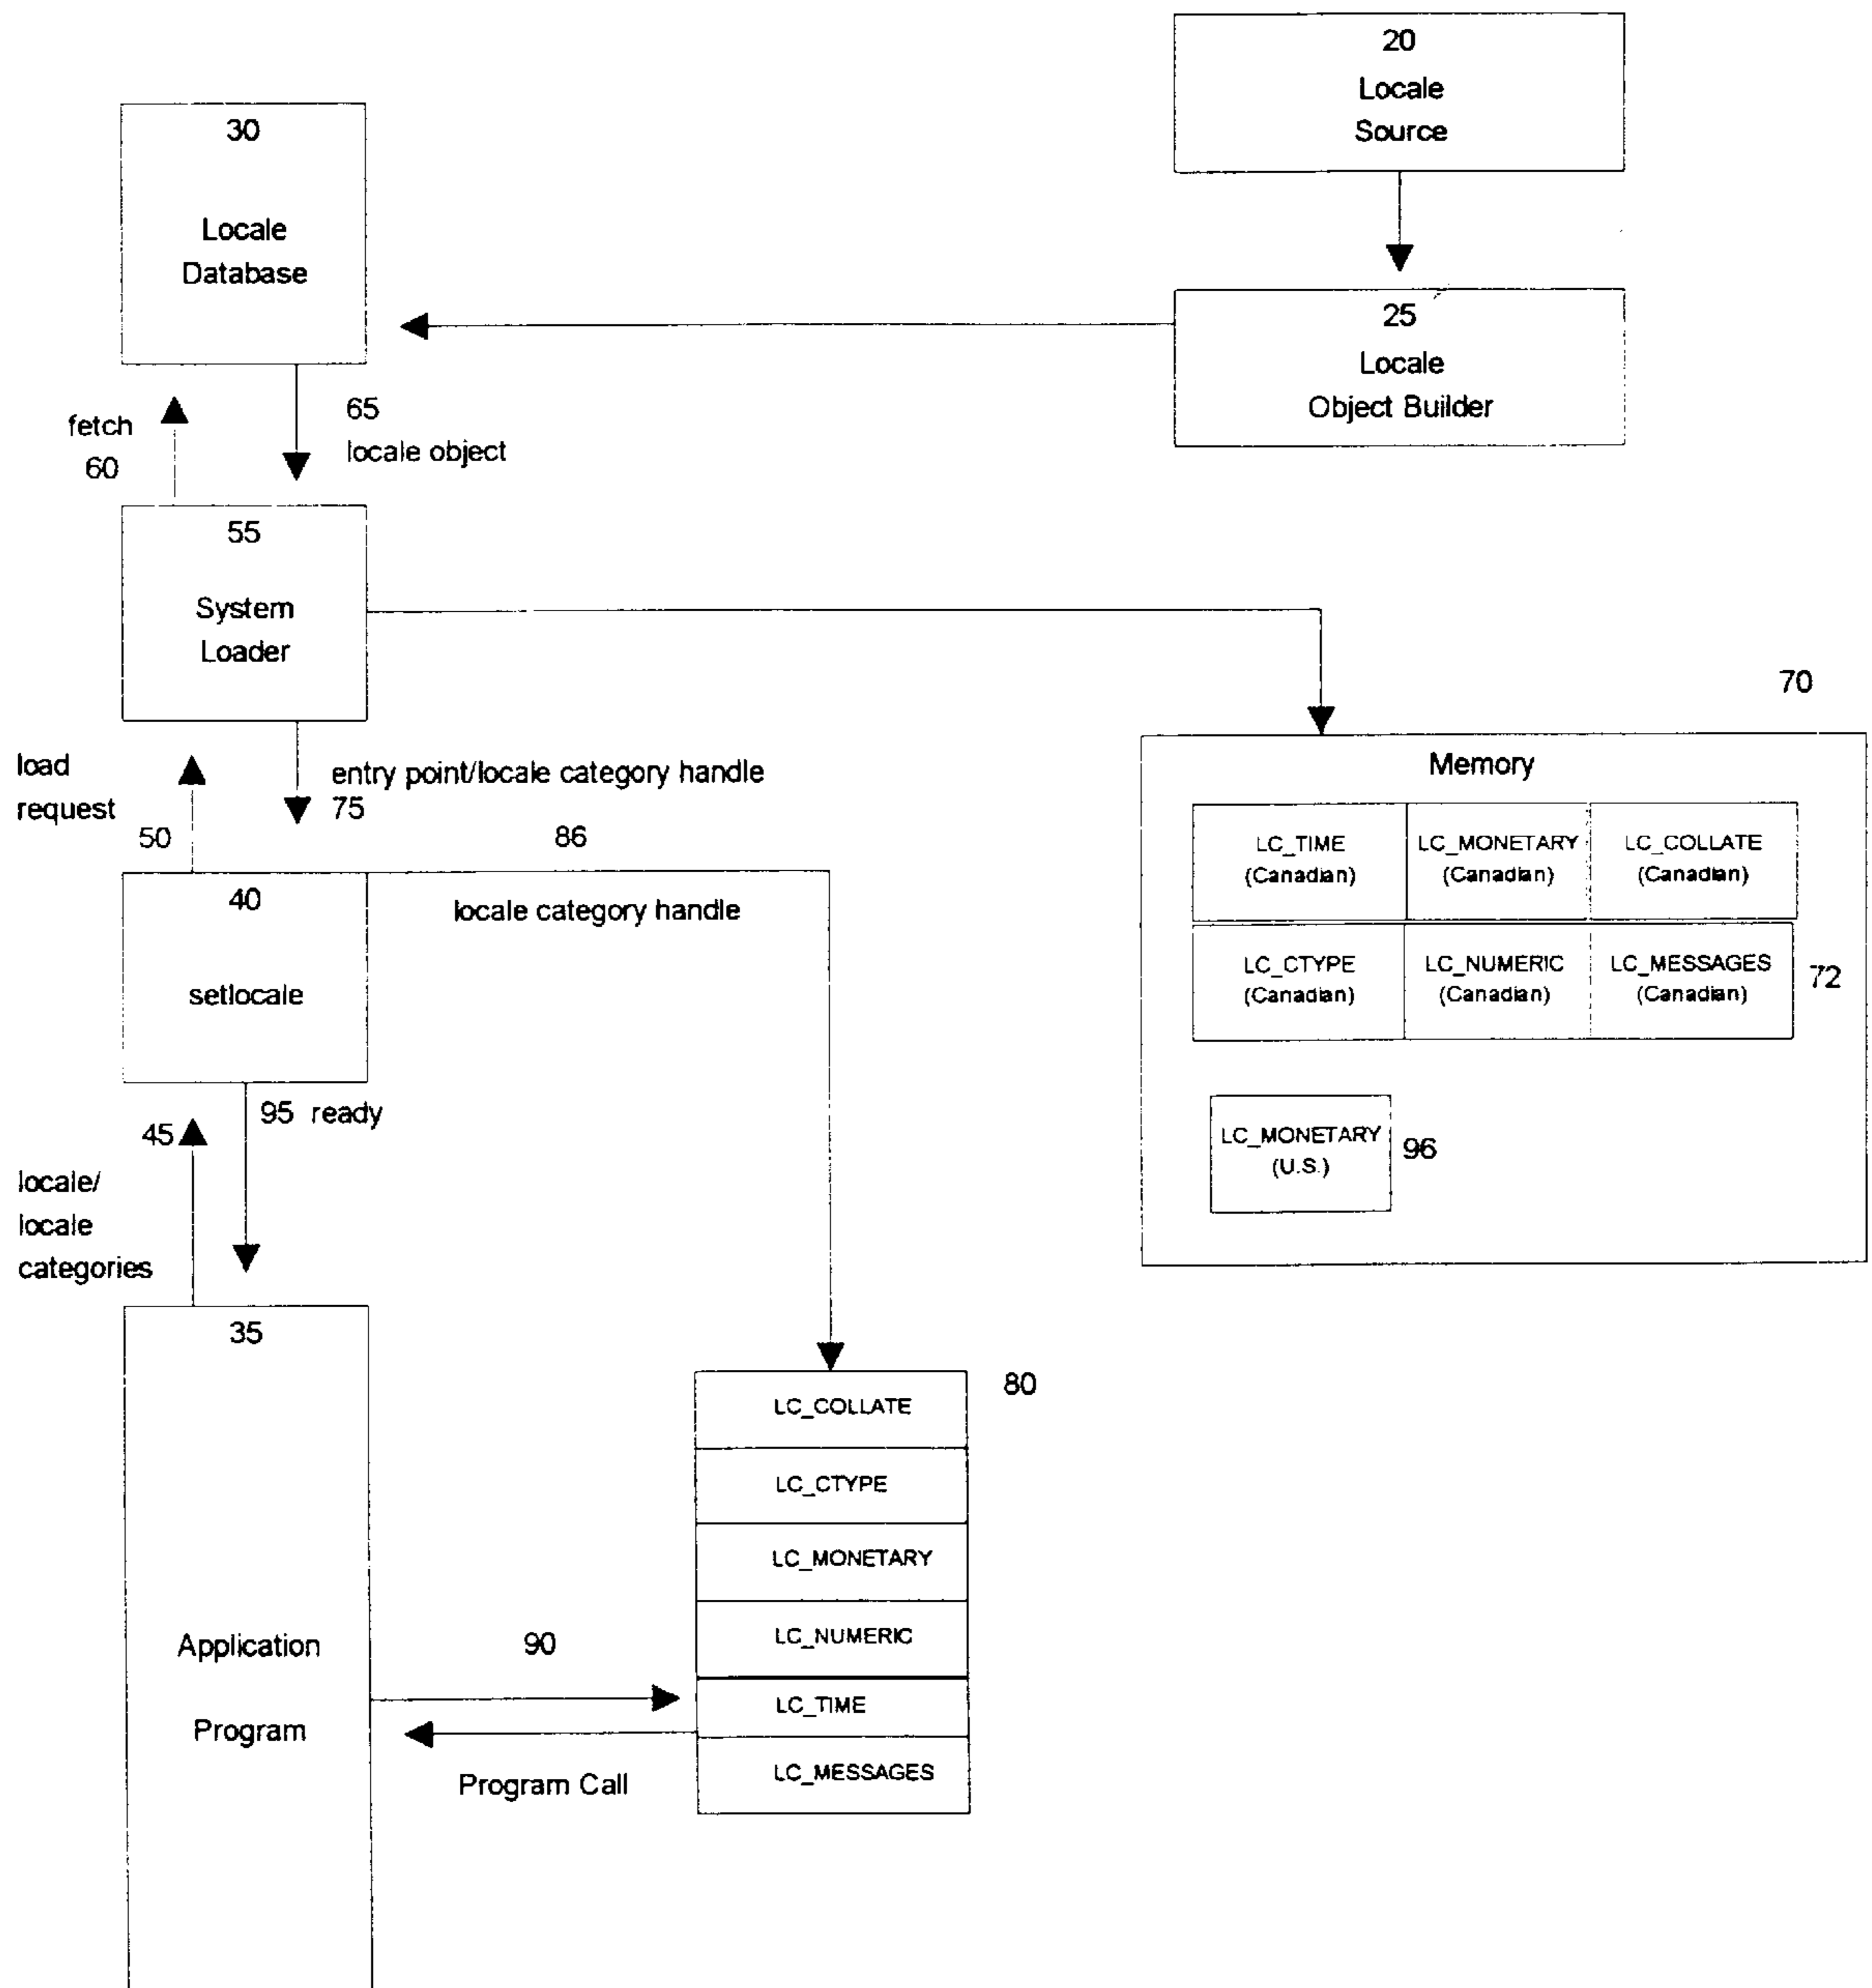 20
Locale
Source
30
Locale
Database
25
Locale
Object Builder
fetch
60
65
locale object
55
System
Loader
70
load
request
50
entry point/locale category handle
75
86
locale category handle
40
setlocale
Memory
LC_TIME
(Canadian)
LC_MONETARY
(Canadian)
LC_COLLATE
(Canadian)
LC_CTYPE
(Canadian)
LC_NUMERIC
(Canadian)
LC_MESSAGES
(Canadian)
72
LC_MONETARY
(U.S.)
96
95 ready
45
locale/
locale
categories
35
Application
Program
80
LC_COLLATE
LC_CTYPE
LC_MONETARY
LC_NUMERIC
LC_TIME
LC_MESSAGES
90
Program Call